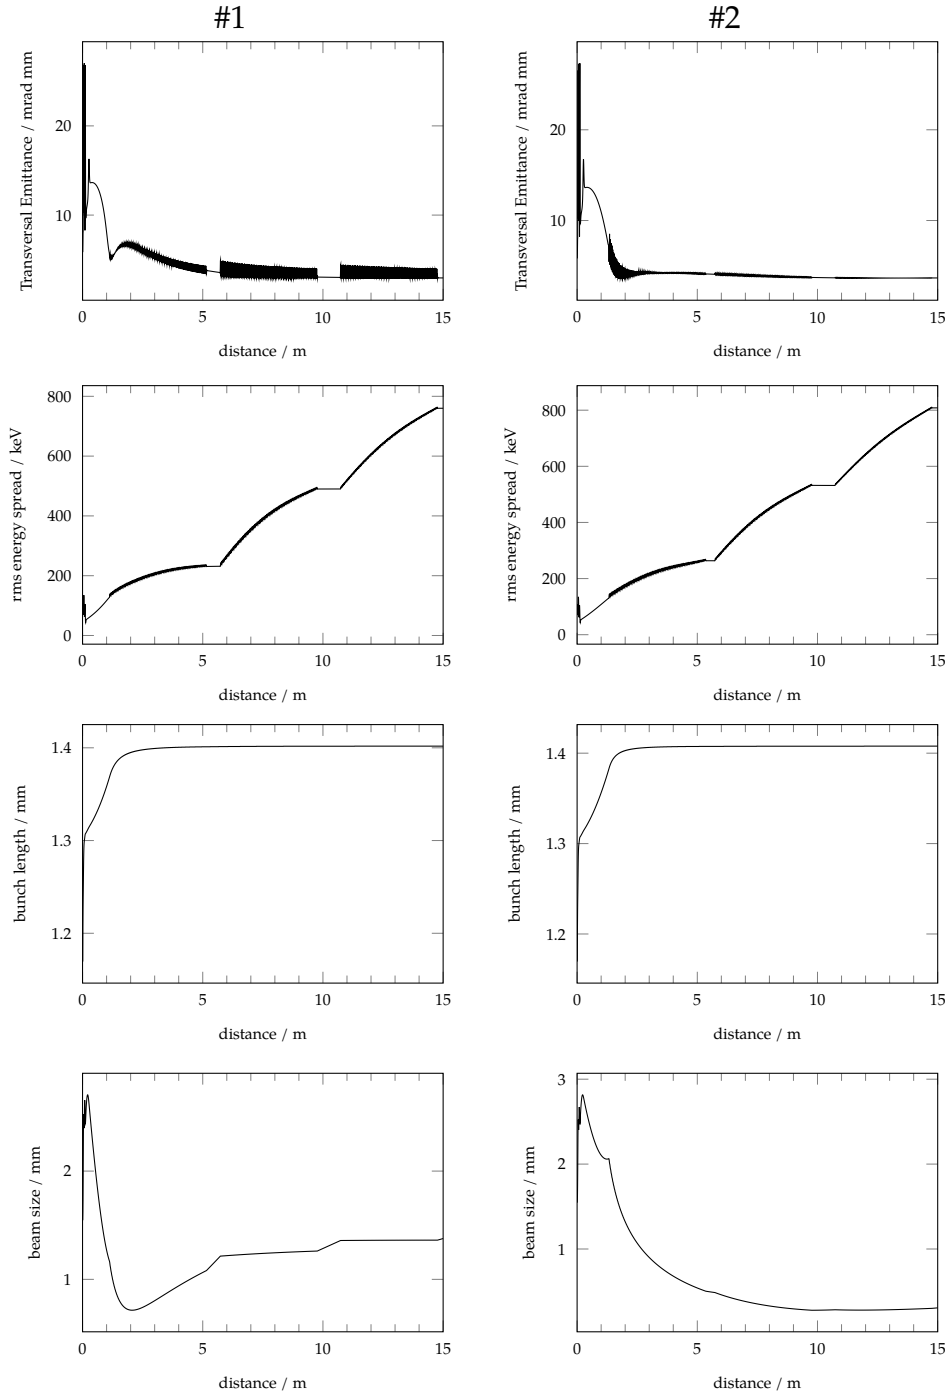 #1
#2
Transversal Emittance / mrad mm
20
10
0 5 10 15
distance / m
Transversal Emittance / mrad mm
20
10
0 5 10 15
distance / m
rms energy spread / keV
800
600
400
200
0
0 5 10 15
distance / m
rms energy spread / keV
800
600
400
200
0
0 5 10 15
distance / m
bunch length / mm
1.4
1.3
1.2
0 5 10 15
distance / m
bunch length / mm
1.4
1.3
1.2
0 5 10 15
distance / m
beam size / mm
2
1
0 5 10 15
distance / m
beam size / mm
3
2
1
0 5 10 15
distance / m